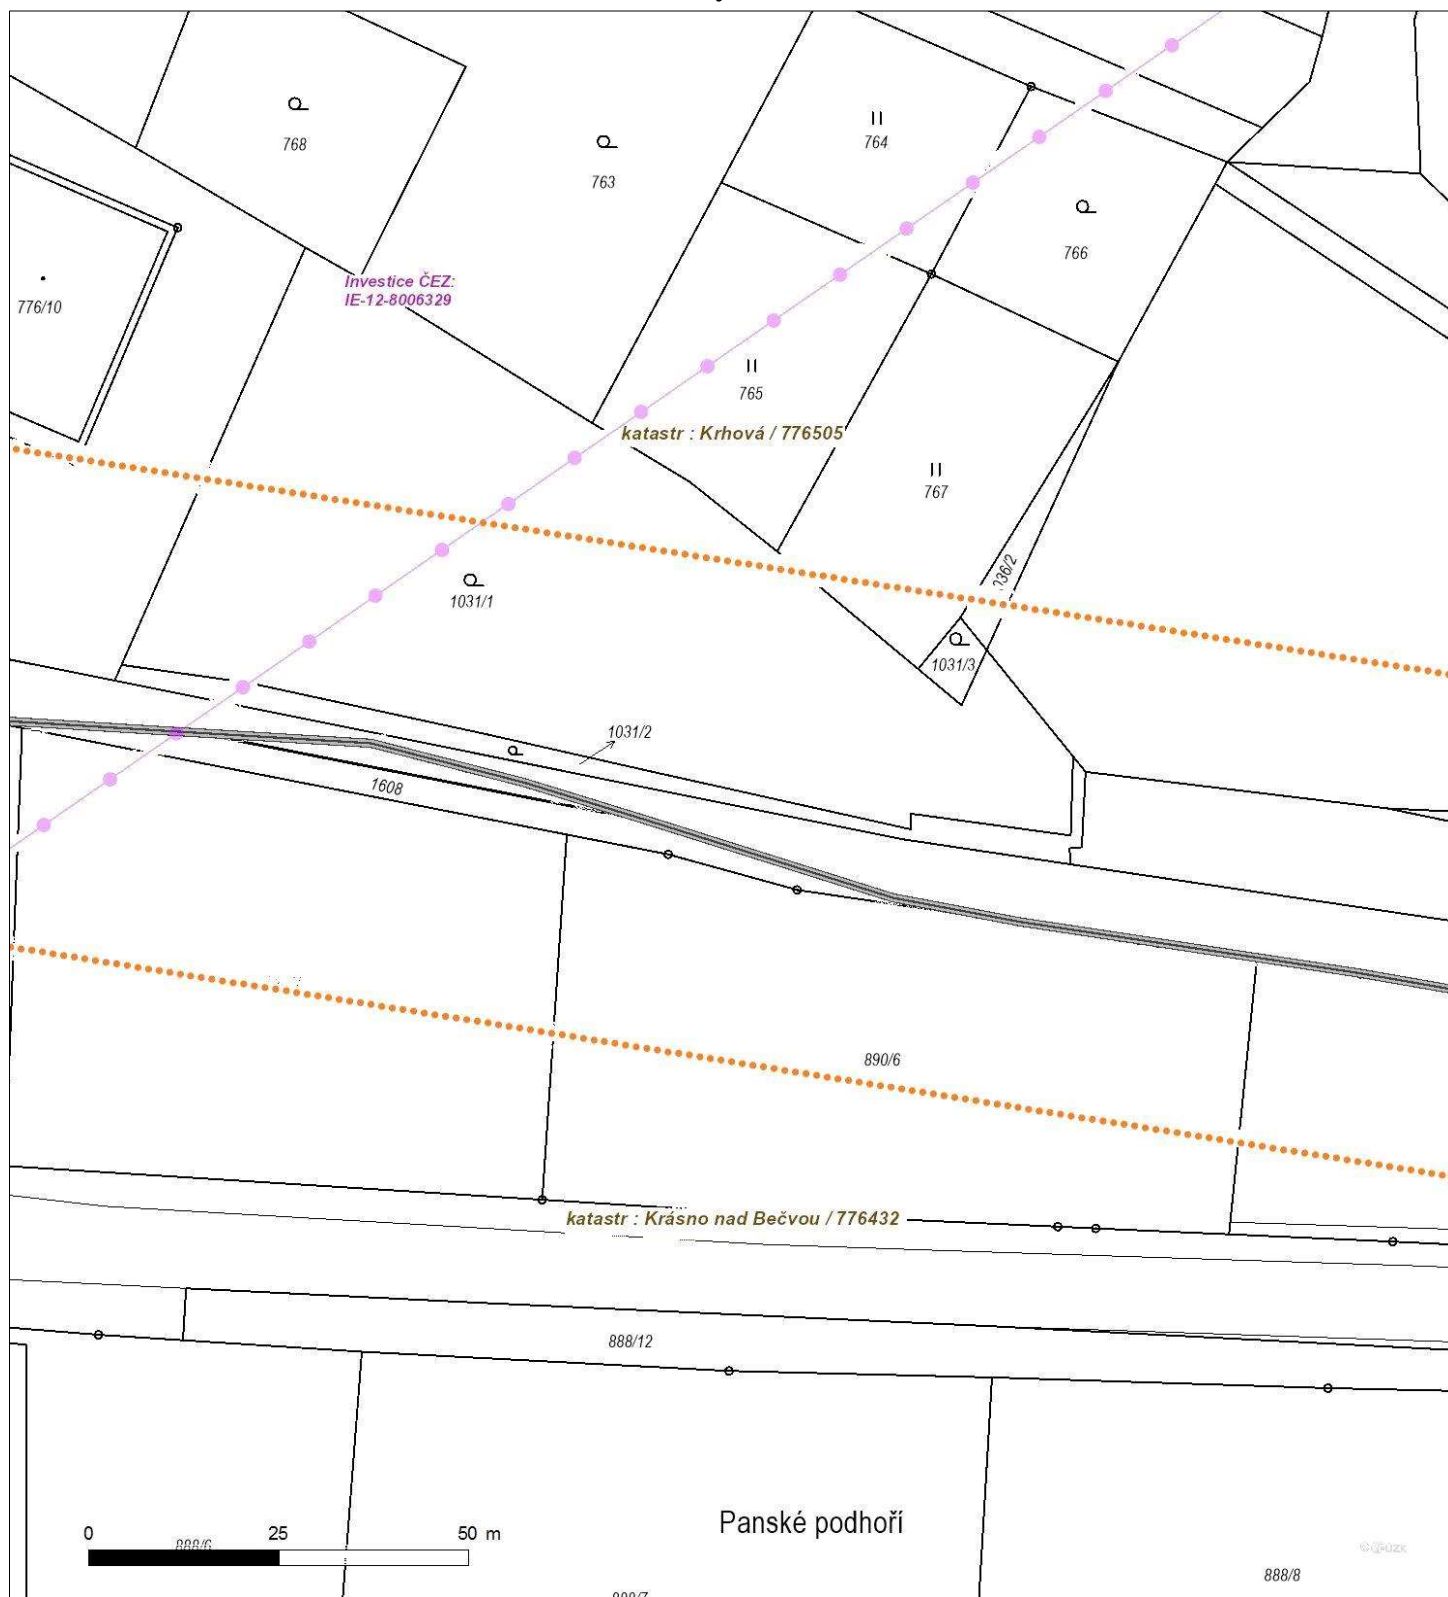 768
763
764
766
776/10
Investice ČEZ:
IE-12-8006329
765
katastr : Krhová / 776505
767
1031/1
1031/3
1031/2
1608
890/6
katastr : Krásno nad Bečvou / 776432
888/12
Panské podhoří
0 25 50 m
888/8